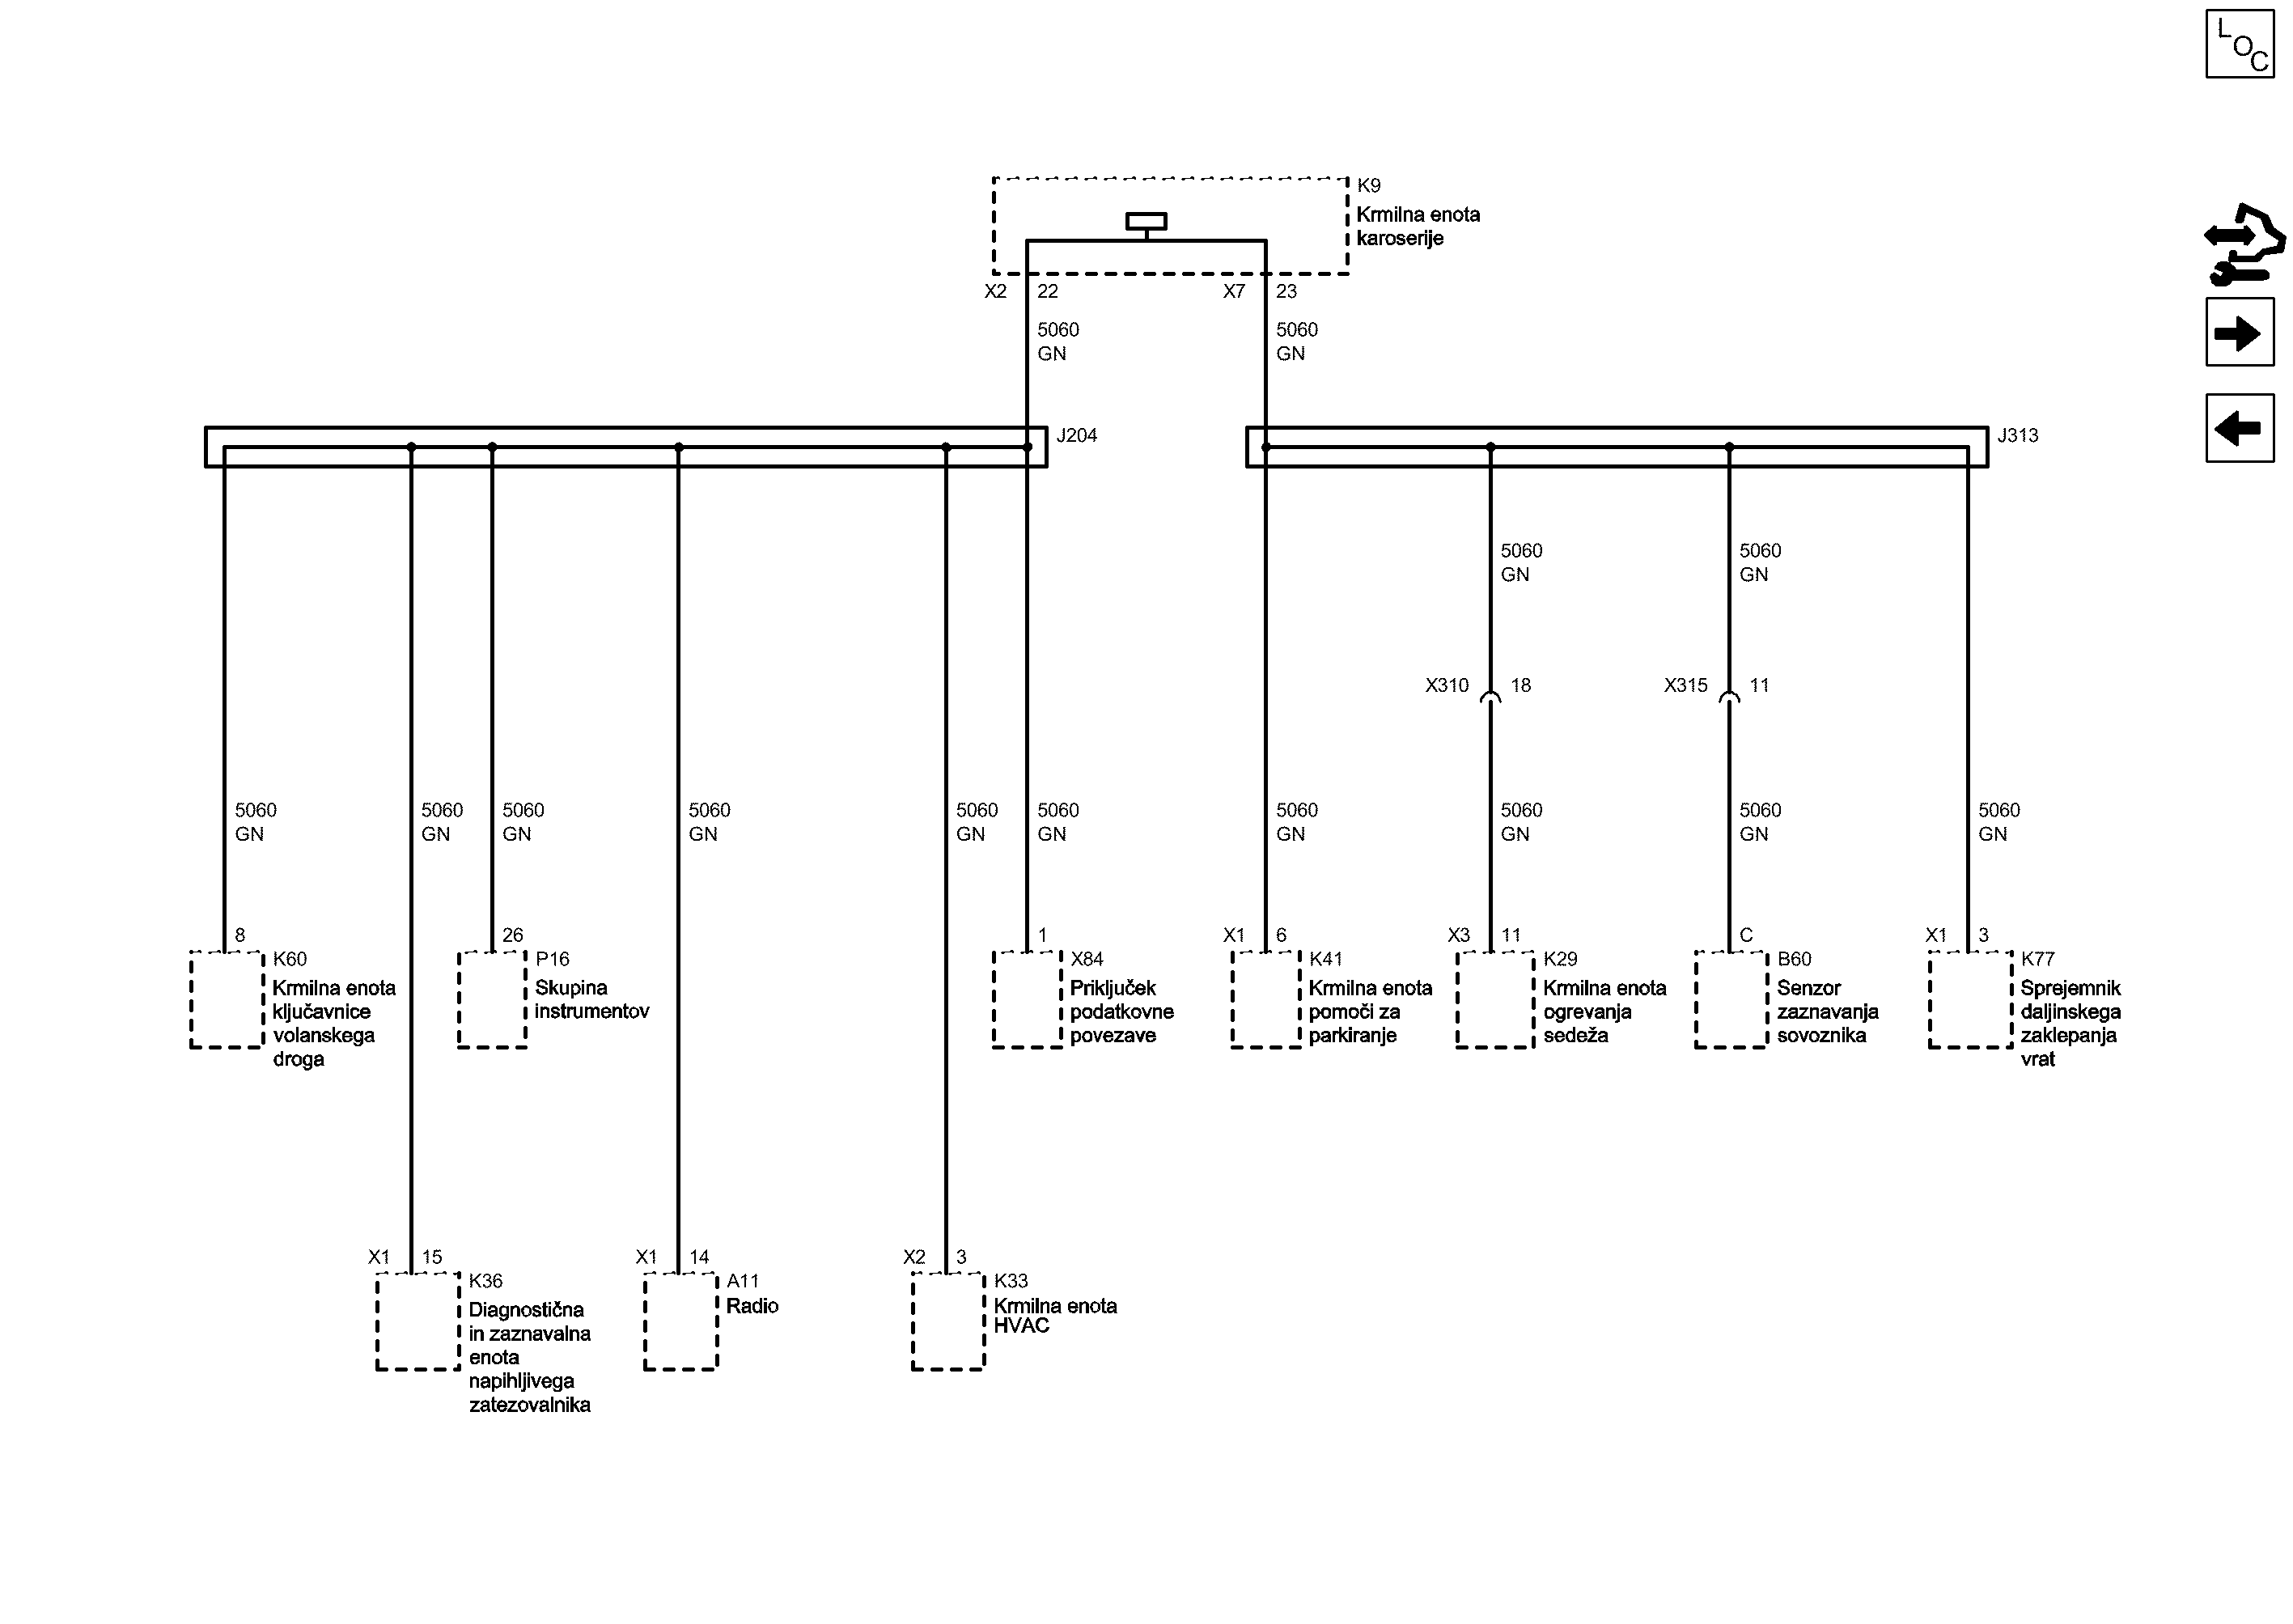 LOC
K9
Krmilna enota
karoserije
X2 22
X7 23
5060
GN
5060
GN
J204
J313
5060
GN
5060
GN
X310 18
X315 11
5060
GN
5060
GN
5060
GN
5060
GN
5060
GN
5060
GN
5060
GN
5060
GN
5060
GN
5060
GN
8
K60
Krmilna enota
ključavnice
volanskega
droga
26
P16
Skupina
instrumentov
1
X84
Priključek
podatkovne
povezave
X1 6
K41
Krmilna enota
pomoči za
parkiranje
X3 11
K29
Krmilna enota
ogrevanja
sedeža
C
B60
Senzor
zaznavanja
sovoznika
X1 3
K77
Sprejemnik
daljinskega
zaklepanja
vrat
X1 15
K36
Diagnostična
in zaznavalna
enota
napihljivega
zatezovalnika
X1 14
A11
Radio
X2 3
K33
Krmilna enota
HVAC